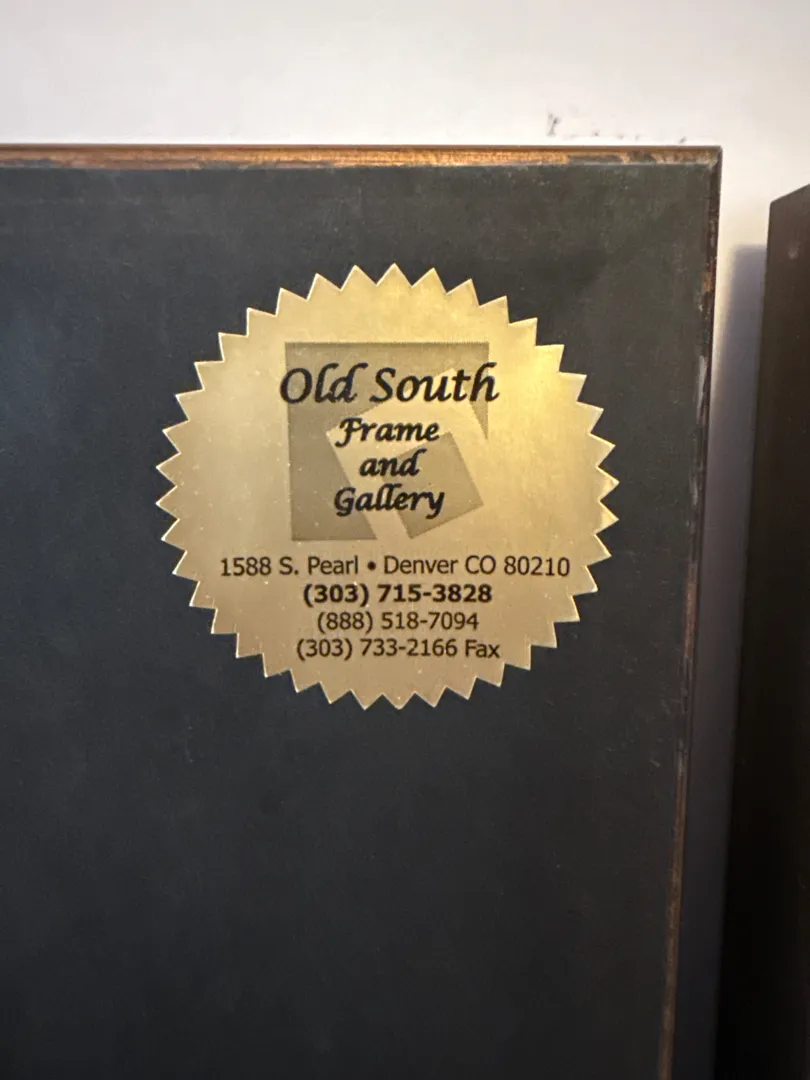 Old South
Frame
and
Gallery
1588 S. Pearl • Denver CO 80210
(303) 715-3828
(888) 518-7094
(303) 733-2166 Fax